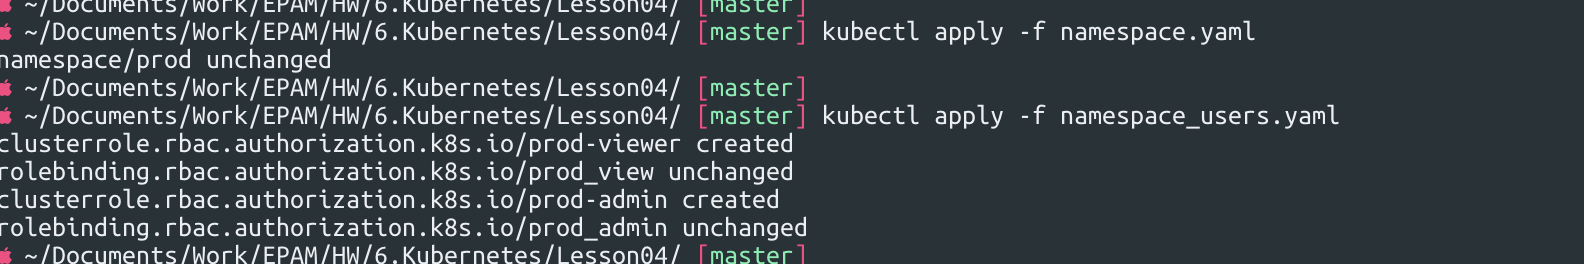 ~/Documents/Work/EPAM/HW/6.Kubernetes/Lesson04/ [master]
~/Documents/Work/EPAM/HW/6.Kubernetes/Lesson04/ [master] kubectl apply -f namespace.yaml
namespace/prod unchanged
~/Documents/Work/EPAM/HW/6.Kubernetes/Lesson04/ [master]
~/Documents/Work/EPAM/HW/6.Kubernetes/Lesson04/ [master] kubectl apply -f namespace_users.yaml
clusterrole.rbac.authorization.k8s.io/prod-viewer created
rolebinding.rbac.authorization.k8s.io/prod_view unchanged
clusterrole.rbac.authorization.k8s.io/prod-admin created
rolebinding.rbac.authorization.k8s.io/prod_admin unchanged
~/Documents/Work/EPAM/HW/6.Kubernetes/Lesson04/ [master]